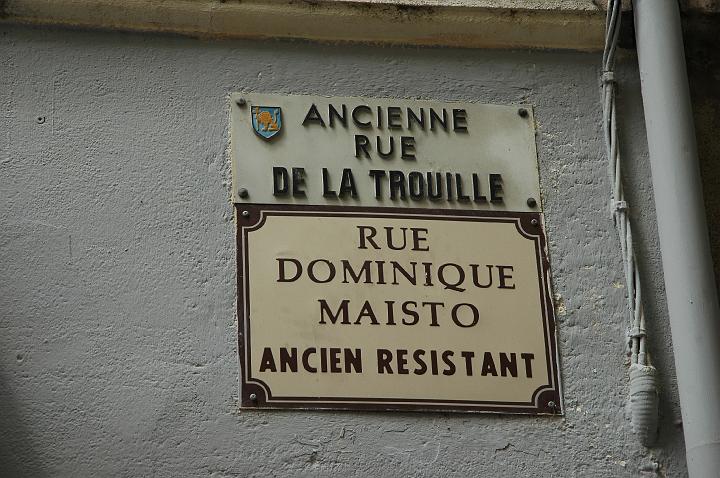 ANCIENNE
RUE
DE LA TROUILLE
RUE
DOMINIQUE
MAISTO
ANCIEN RESISTANT